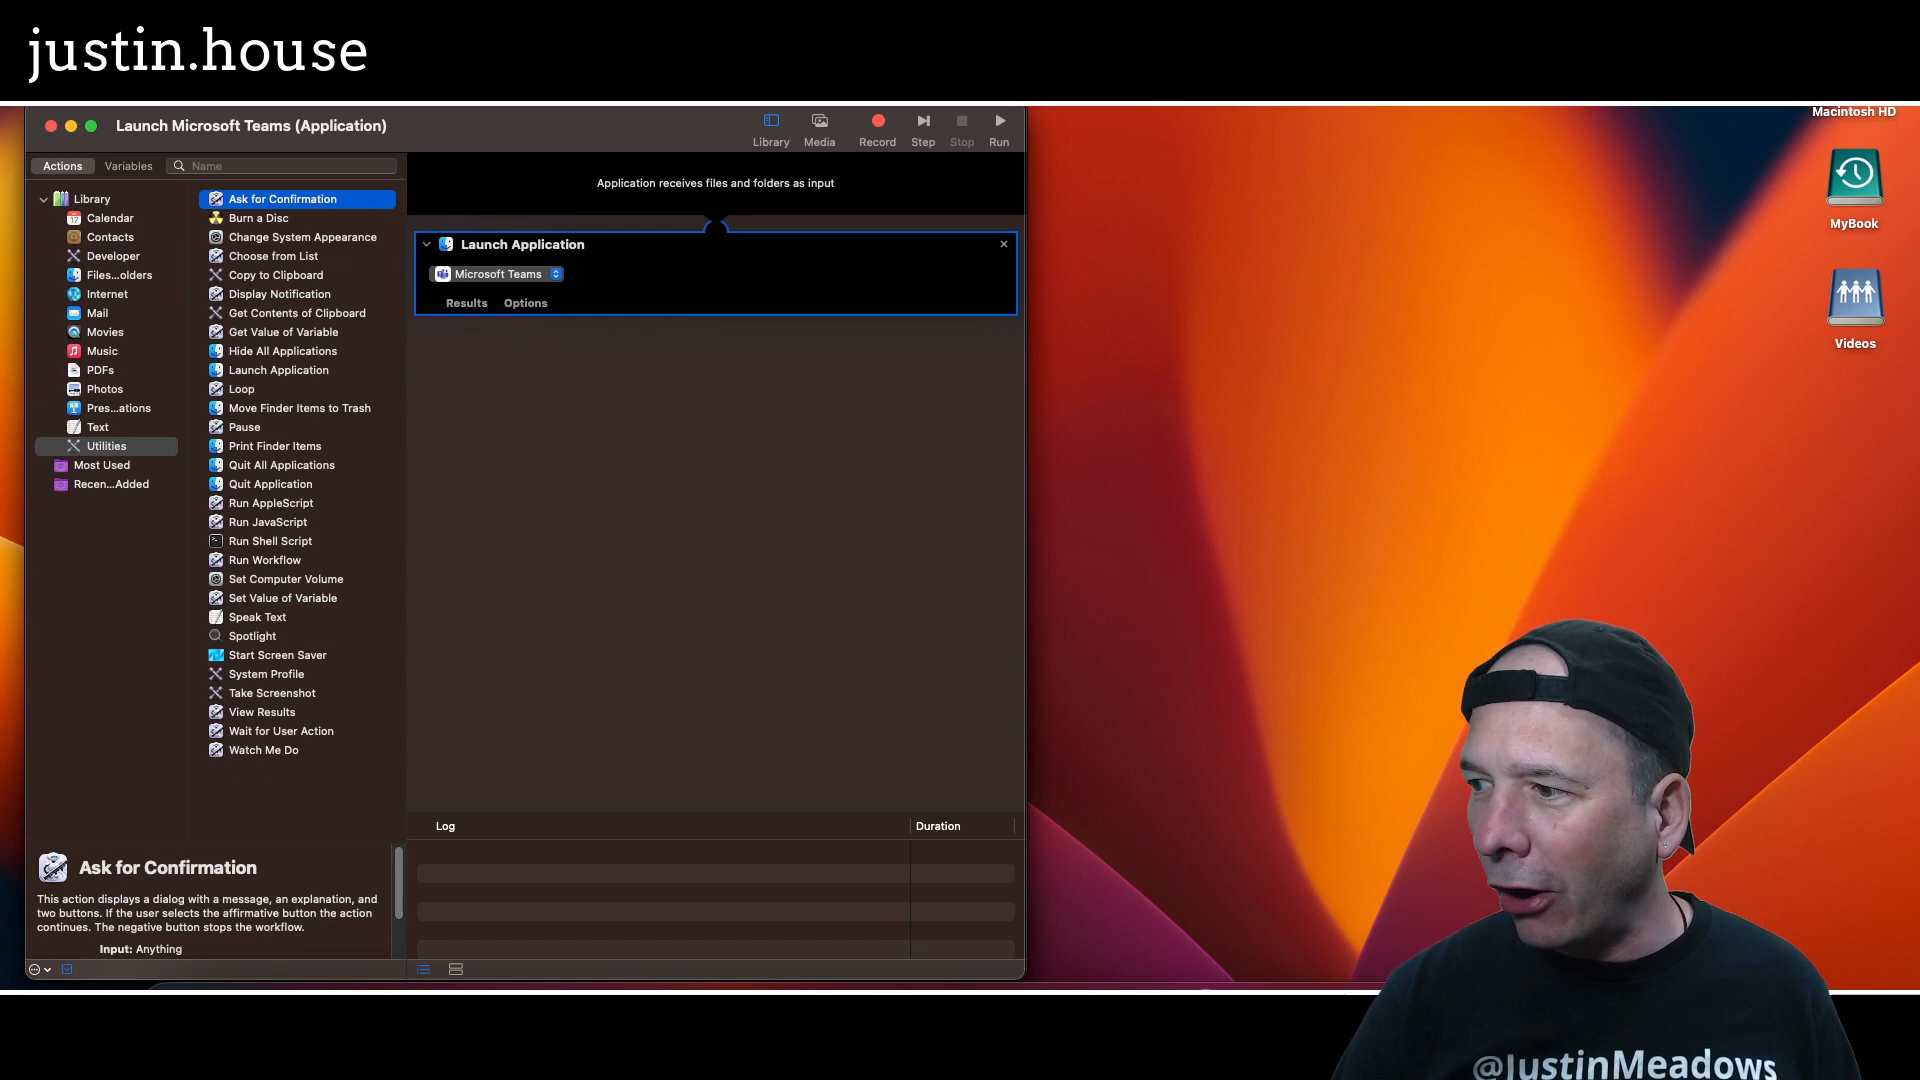 justin.house
Launch Microsoft Teams (Application)
Library
Media
Record
Step
Stop
Run
Actions
Variables
Name
Library
Calendar
Contacts
Developer
Files...olders
Internet
Mail
Movies
Music
PDFs
Photos
Pres...ations
Text
Utilities
Most Used
Recen...Added
Ask for Confirmation
Burn a Disc
Change System Appearance
Choose from List
Copy to Clipboard
Display Notification
Get Contents of Clipboard
Get Value of Variable
Hide All Applications
Launch Application
Loop
Move Finder Items to Trash
Pause
Print Finder Items
Quit All Applications
Quit Application
Run AppleScript
Run JavaScript
Run Shell Script
Run Workflow
Set Computer Volume
Set Value of Variable
Speak Text
Spotlight
Start Screen Saver
System Profile
Take Screenshot
View Results
Wait for User Action
Watch Me Do
Ask for Confirmation
This action displays a dialog with a message, an explanation, and
two buttons. If the user selects the affirmative button the action
continues. The negative button stops the workflow.
Input: Anything
Application receives files and folders as input
Launch Application
Microsoft Teams
Results
Options
Log
Duration
Macintosh HD
MyBook
Videos
@JustinMeadows